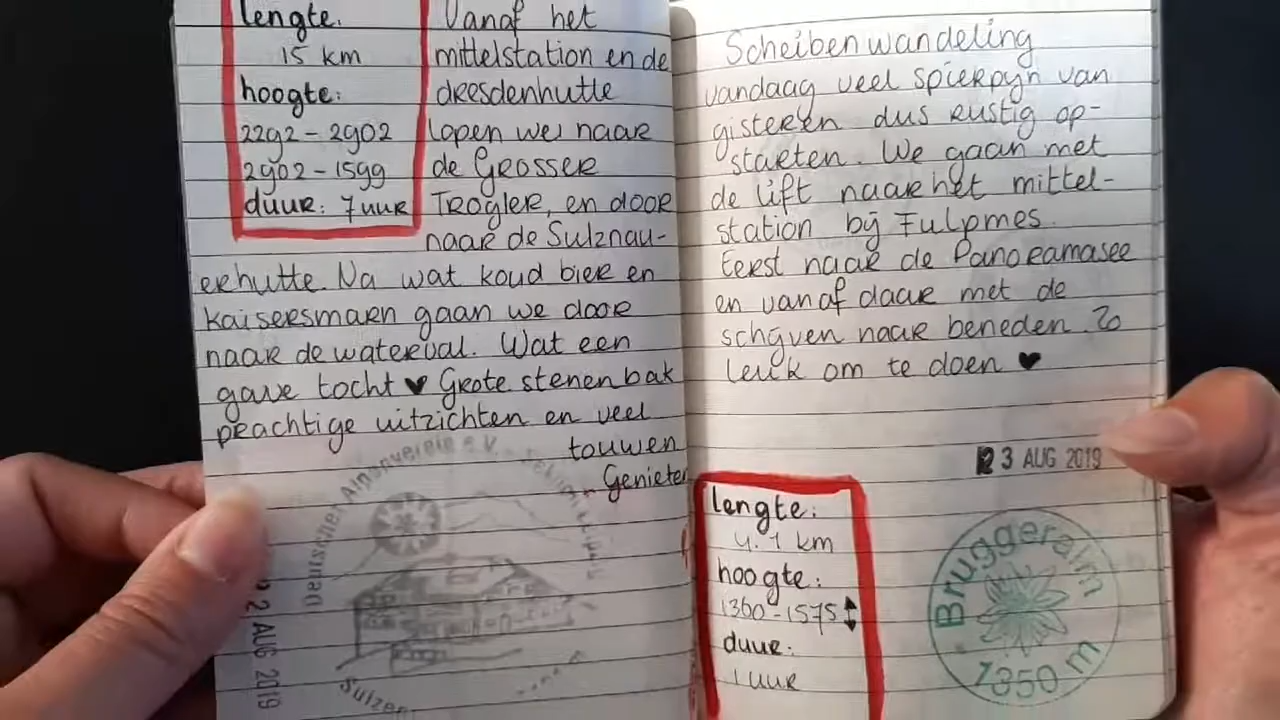 lengte:
15 km
hoogte:
2292 - 2902
2902 - 1599
duur: 7 uur
Vanaf het
mittelstation en de
dresdenhutte
lopen we naar
de Grosser
Trogler, en door
naar de Sulznau-
erhutte. Na wat koud bier en
kaisersmarn gaan we door
naar de waterval. Wat een
gave tocht ♥ Grote stenen bak
prachtige uitzichten en veel
touwen
Genieten
Deutscher Alpenverein e.V.
02 AUG 2019
Scheibenwandeling
vandaag veel spierpijn van
gisteren dus rustig op-
starten. We gaan met
de lift naar het mittel-
station bij Fulpmes.
Eerst naar de Panoramasee
en vanaf daar met de
schijven naar beneden. Zo
leuk om te doen ♥
3 AUG 2019
lengte:
4.1 km
hoogte:
1360 - 1575
duur:
1 uur
Bruggeralm
1350 m